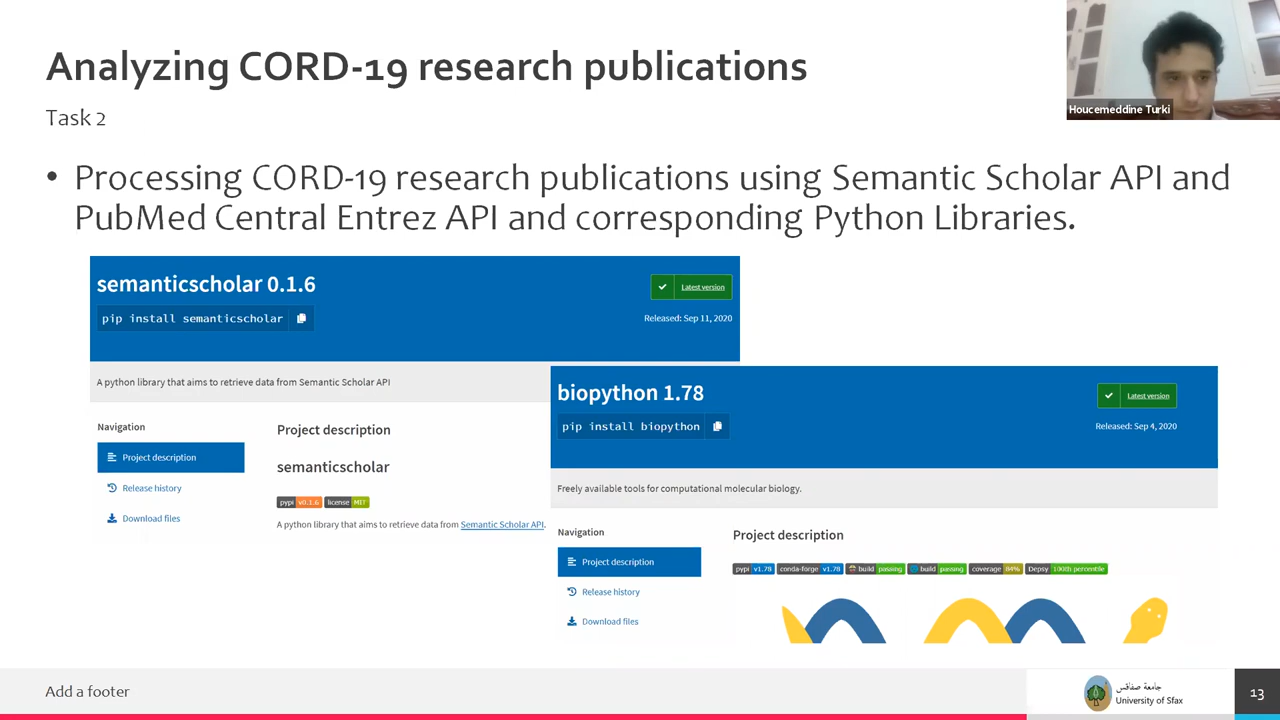 Analyzing CORD-19 research publications
Task 2
Houcemeddine Turki
• Processing CORD-19 research publications using Semantic Scholar API and
PubMed Central Entrez API and corresponding Python Libraries.
semanticscholar 0.1.6
pip install semanticscholar
Latest version
Released: Sep 11, 2020
A python library that aims to retrieve data from Semantic Scholar API
Navigation
Project description
Release history
Download files
Project description
semanticscholar
pypi v0.1.6 license MIT
A python library that aims to retrieve data from Semantic Scholar API.
biopython 1.78
pip install biopython
Latest version
Released: Sep 4, 2020
Freely available tools for computational molecular biology.
Navigation
Project description
Release history
Download files
Project description
pypi v1.78 conda-forge v1.78 build passing build passing coverage 84% Depsy 100th percentile
Add a footer
جامعة صفاقس
University of Sfax
13